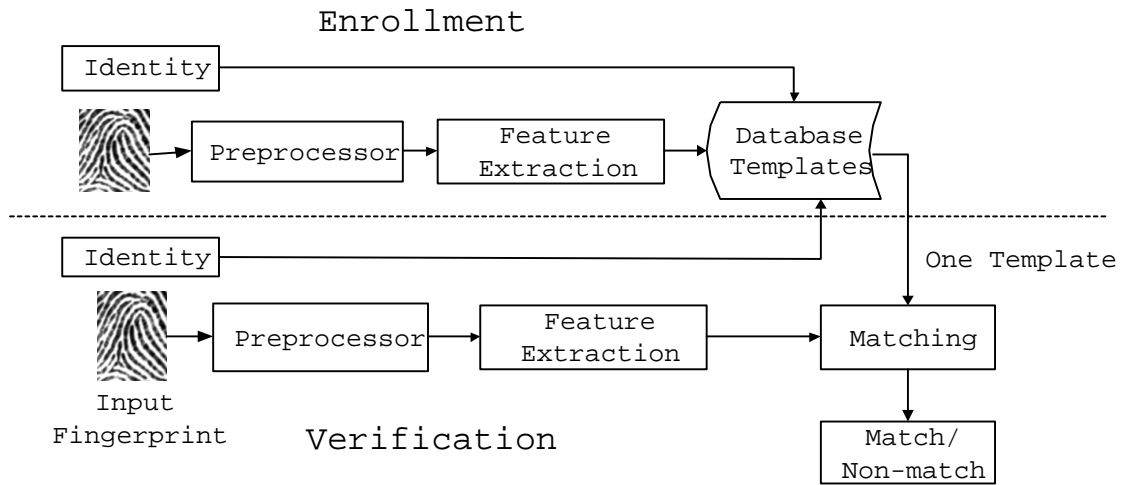 Enrollment
Identity
Preprocessor
Feature
Extraction
Database
Templates
Identity
One Template
Preprocessor
Feature
Extraction
Matching
Input
Fingerprint
Verification
Match/
Non-match